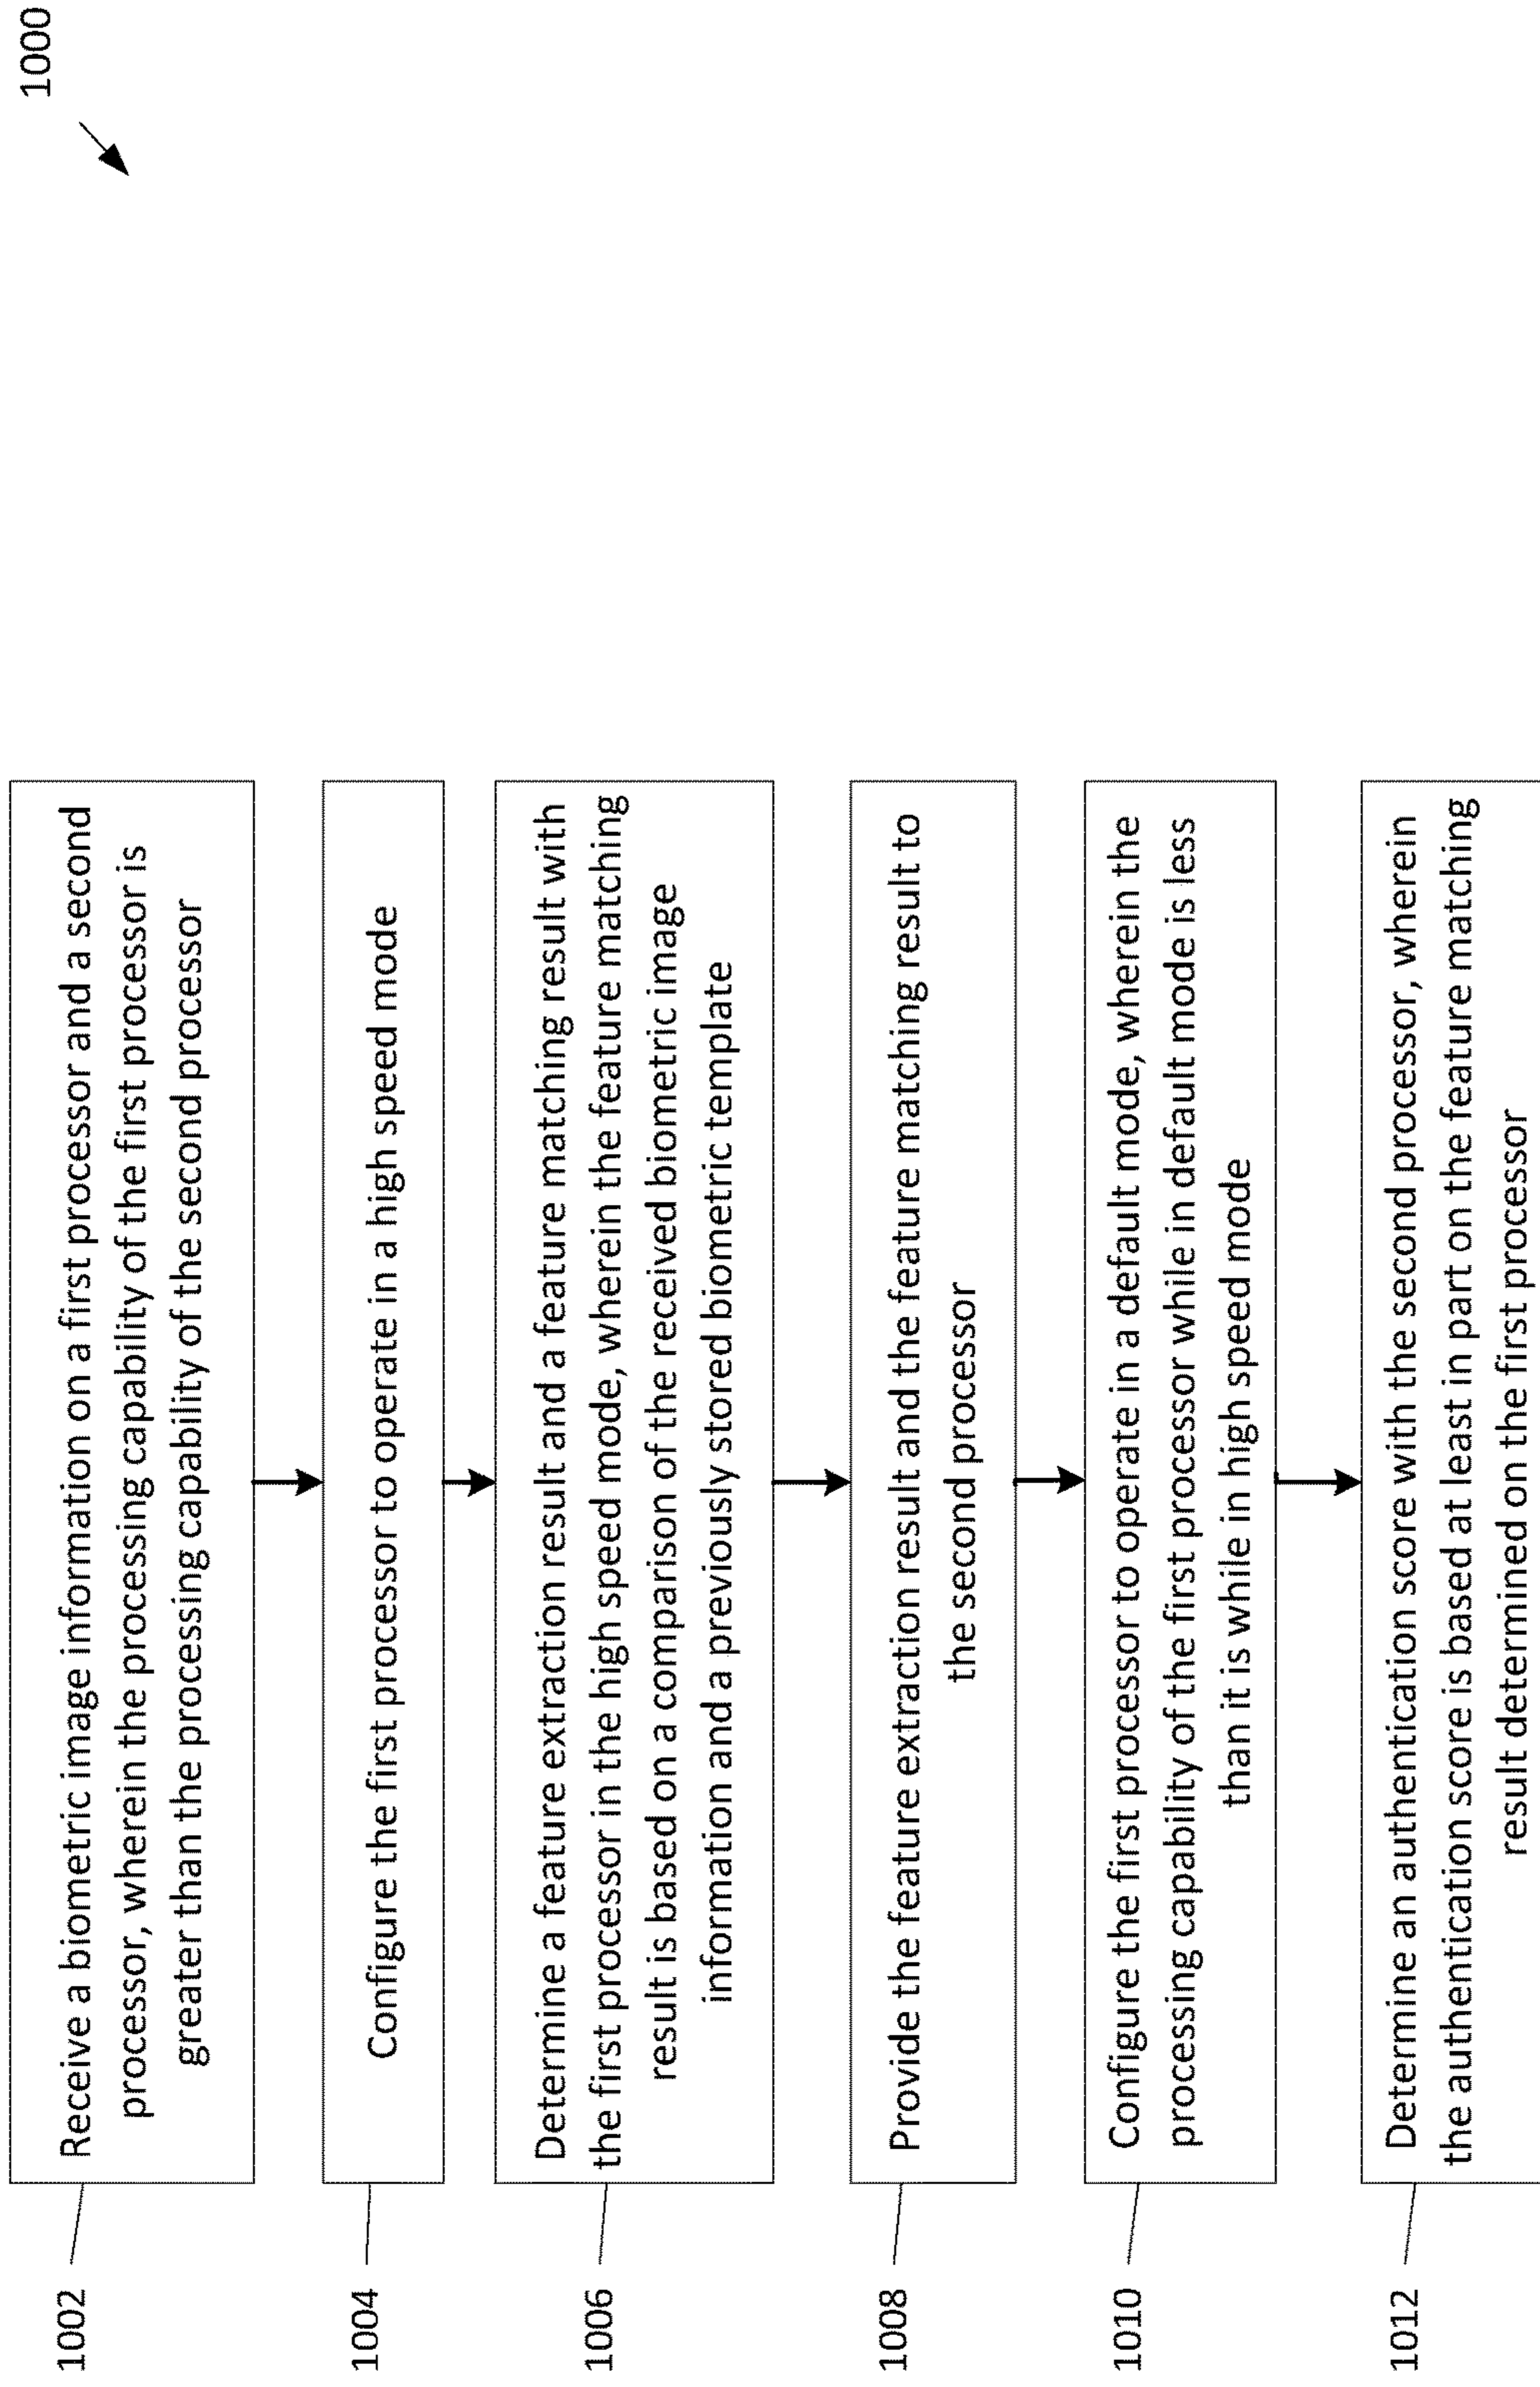 1000
1002
Receive a biometric image information on a first processor and a second
processor, wherein the processing capability of the first processor is
greater than the processing capability of the second processor
1004
Configure the first processor to operate in a high speed mode
1006
Determine a feature extraction result and a feature matching result with
the first processor in the high speed mode, wherein the feature matching
result is based on a comparison of the received biometric image
information and a previously stored biometric template
1008
Provide the feature extraction result and the feature matching result to
the second processor
1010
Configure the first processor to operate in a default mode, wherein the
processing capability of the first processor while in default mode is less
than it is while in high speed mode
1012
Determine an authentication score with the second processor, wherein
the authentication score is based at least in part on the feature matching
result determined on the first processor